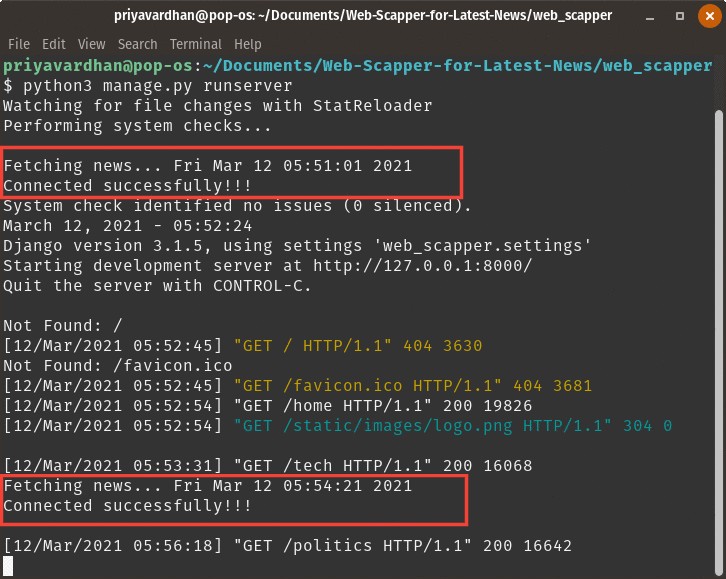 priyavardhan@pop-os: ~/Documents/Web-Scapper-for-Latest-News/web_scapper
File Edit View Search Terminal Help
priyavardhan@pop-os:~/Documents/Web-Scapper-for-Latest-News/web_scapper
$ python3 manage.py runserver
Watching for file changes with StatReloader
Performing system checks...
Fetching news... Fri Mar 12 05:51:01 2021
Connected successfully!!!
System check identified no issues (0 silenced).
March 12, 2021 - 05:52:24
Django version 3.1.5, using settings 'web_scapper.settings'
Starting development server at http://127.0.0.1:8000/
Quit the server with CONTROL-C.
Not Found: /
[12/Mar/2021 05:52:45] "GET / HTTP/1.1" 404 3630
Not Found: /favicon.ico
[12/Mar/2021 05:52:45] "GET /favicon.ico HTTP/1.1" 404 3681
[12/Mar/2021 05:52:54] "GET /home HTTP/1.1" 200 19826
[12/Mar/2021 05:52:54] "GET /static/images/logo.png HTTP/1.1" 304 0
[12/Mar/2021 05:53:31] "GET /tech HTTP/1.1" 200 16068
Fetching news... Fri Mar 12 05:54:21 2021
Connected successfully!!!
[12/Mar/2021 05:56:18] "GET /politics HTTP/1.1" 200 16642